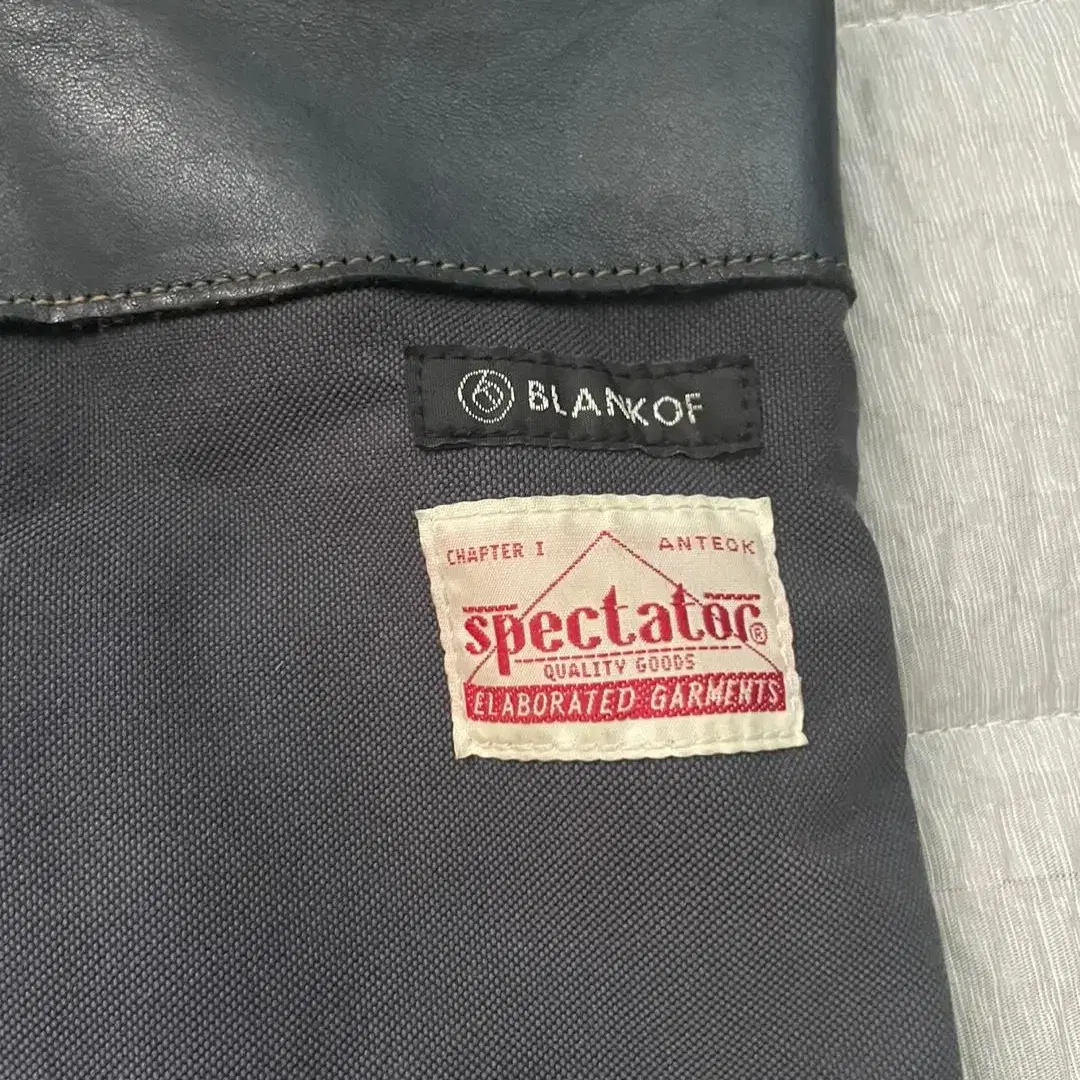 BLANKOF
CHAPTER I ANTEOK
spectator®
QUALITY GOODS
ELABORATED GARMENTS